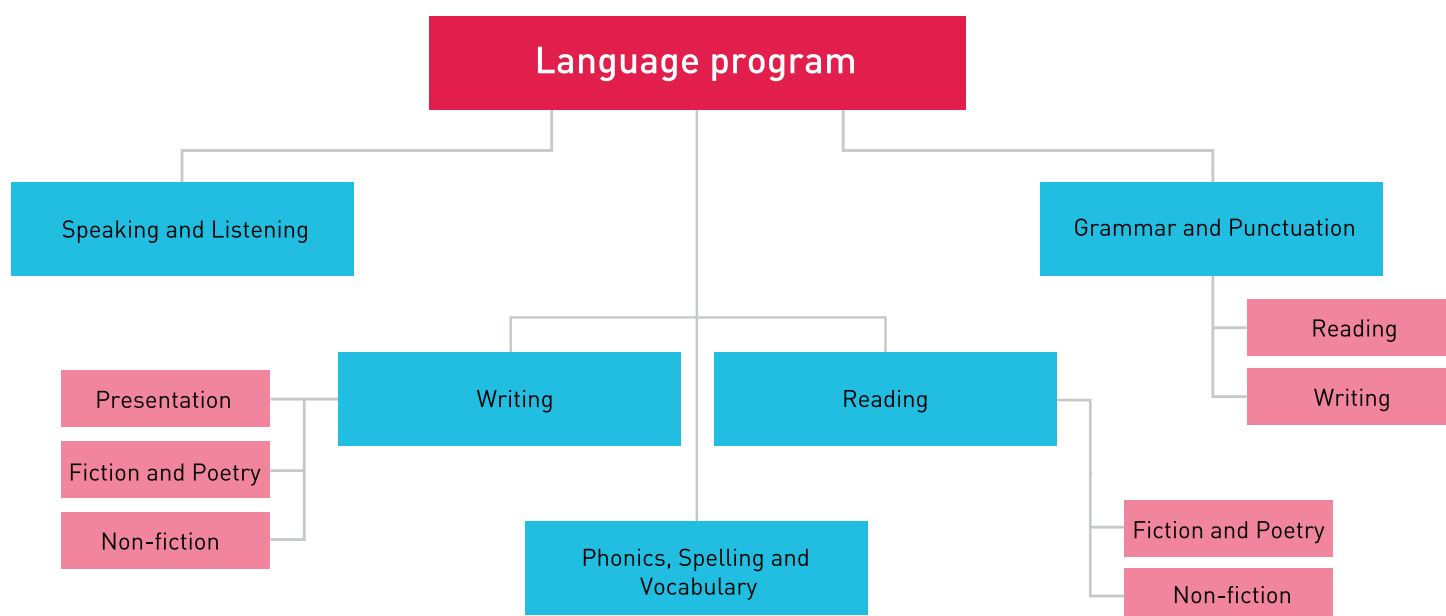 Language program
Speaking and Listening
Grammar and Punctuation
Reading
Writing
Writing
Reading
Presentation
Fiction and Poetry
Non-fiction
Phonics, Spelling and
Vocabulary
Fiction and Poetry
Non-fiction